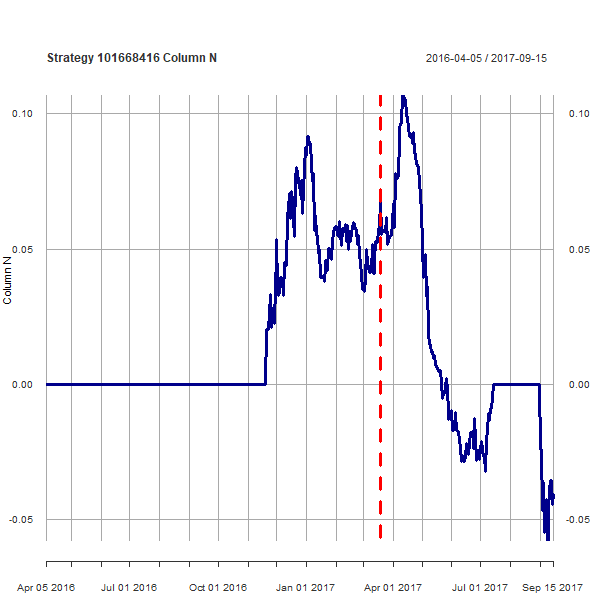 Strategy 101668416 Column N
2016-04-05 / 2017-09-15
0.10 0.10
0.05 0.05
Column N
0.00 0.00
-0.05 -0.05
Apr 05 2016 Jul 01 2016 Oct 01 2016 Jan 01 2017 Apr 01 2017 Jul 01 2017 Sep 15 2017